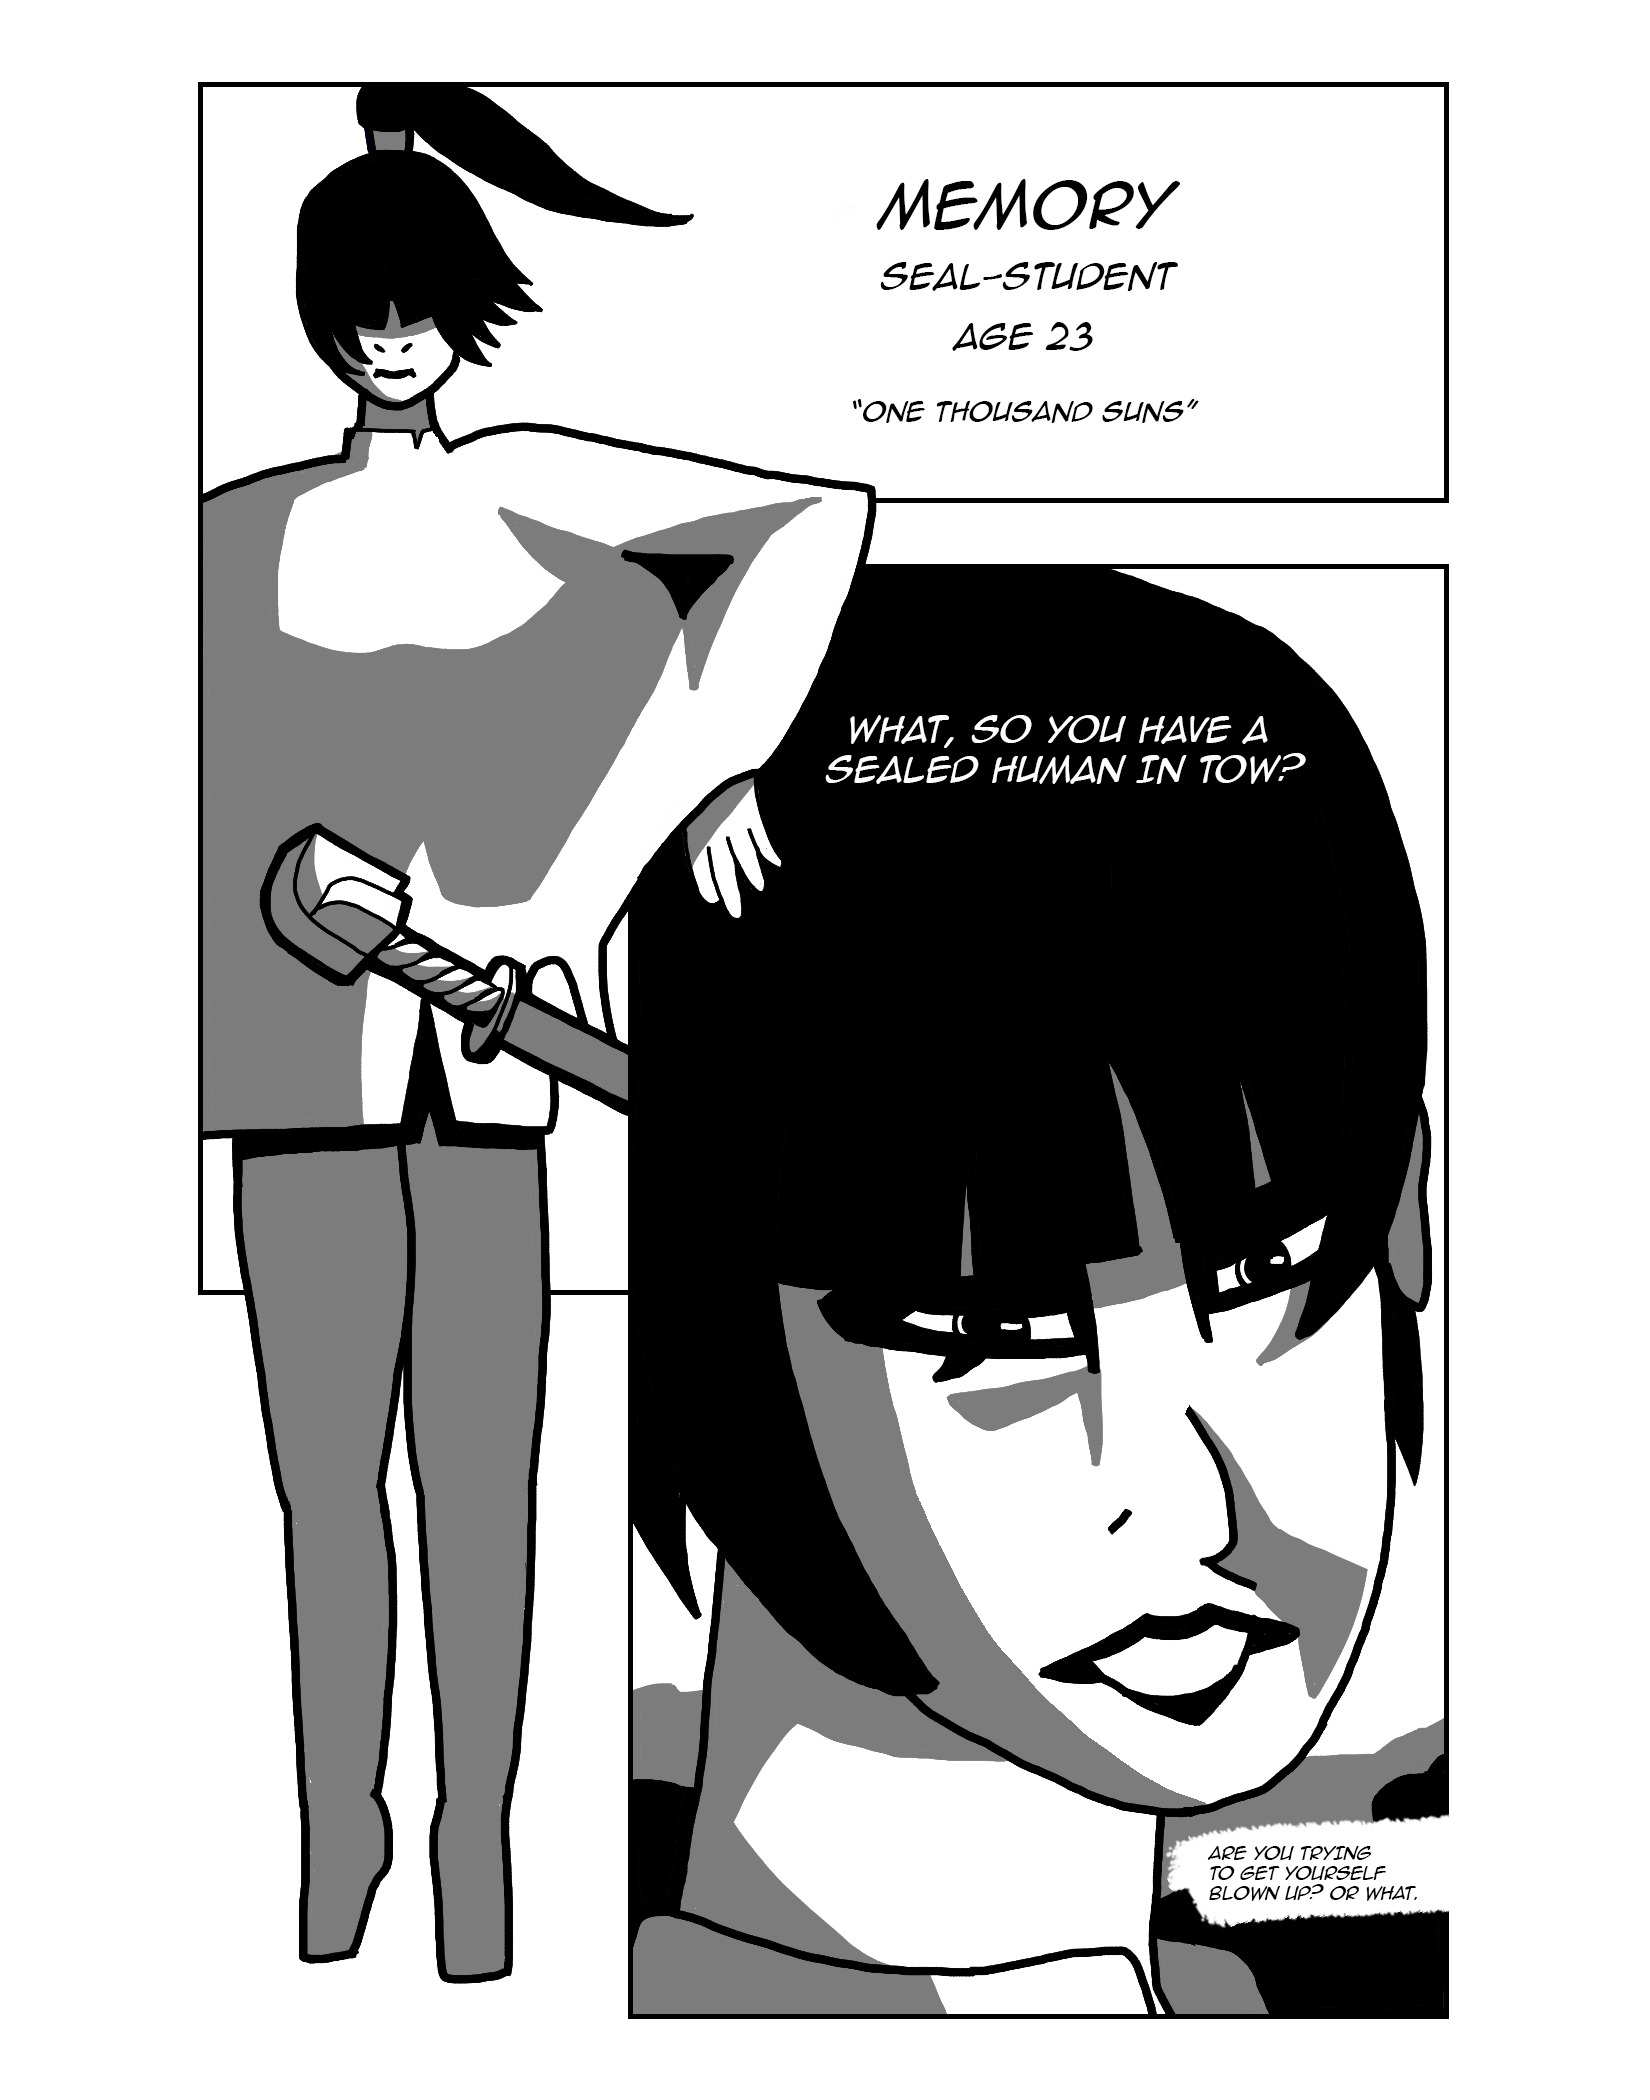 MEMORY
SEAL-STUDENT
AGE 23
"ONE THOUSAND SUNS"
WHAT, SO YOU HAVE A
SEALED HUMAN IN TOW?
ARE YOU TRYING
TO GET YOURSELF
BLOWN UP? OR WHAT.